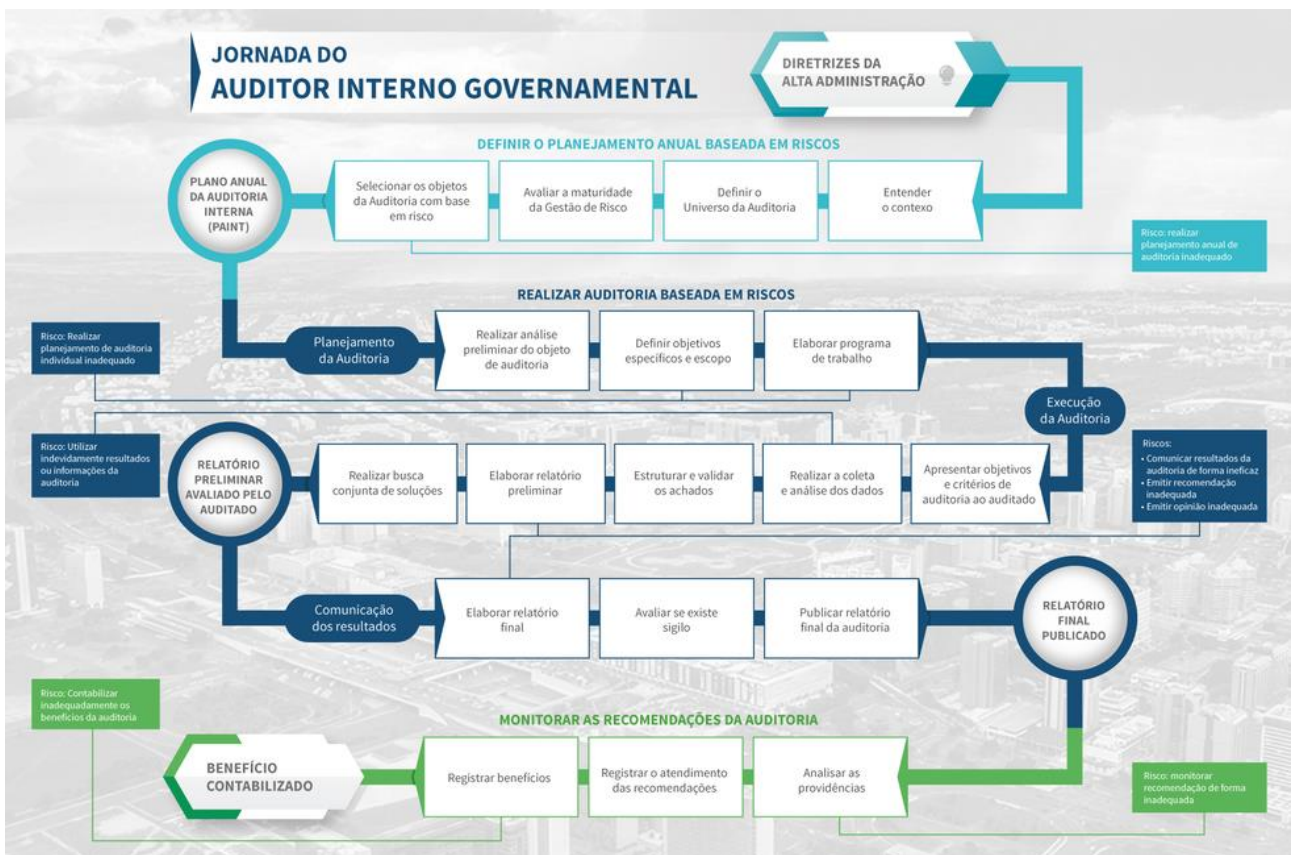 JORNADA DO
AUDITOR INTERNO GOVERNAMENTAL
DIRETRIZES DA
ALTA ADMINISTRAÇÃO
DEFINIR O PLANEJAMENTO ANUAL BASEADA EM RISCOS
PLANO ANUAL
DA AUDITORIA
INTERNA
(PAINT)
Selecionar os objetos
da Auditoria com base
em risco
Avaliar a maturidade
da Gestão de Risco
Definir o
Universo da Auditoria
Entender
o contexo
Risco: realizar
planejamento anual de
auditoria inadequado
REALIZAR AUDITORIA BASEADA EM RISCOS
Risco: Realizar
planejamento de auditoria
individual inadequado
Planejamento
da Auditoria
Realizar análise
preliminar do objeto
de auditoria
Definir objetivos
específicos e escopo
Elaborar programa
de trabalho
Execução
da Auditoria
Risco: Utilizar
indevidamente resultados
ou informações da
auditoria
RELATÓRIO
PRELIMINAR
AVALIADO PELO
AUDITADO
Realizar busca
conjunta de soluções
Elaborar relatório
preliminar
Estruturar e validar
os achados
Realizar a coleta
e análise dos dados
Apresentar objetivos
e critérios de
auditoria ao auditado
Riscos:
• Comunicar resultados da
auditoria de forma ineficaz
• Emitir recomendação
inadequada
• Emitir opinião inadequada
Comunicação
dos resultados
Elaborar relatório
final
Avaliar se existe
sigilo
Publicar relatório
final da auditoria
RELATÓRIO
FINAL
PUBLICADO
Risco: Contabilizar
inadequadamente os
benefícios da auditoria
MONITORAR AS RECOMENDAÇÕES DA AUDITORIA
BENEFÍCIO
CONTABILIZADO
Registrar benefícios
Registrar o atendimento
das recomendações
Analisar as
providências
Risco: monitorar
recomendação de forma
inadequada